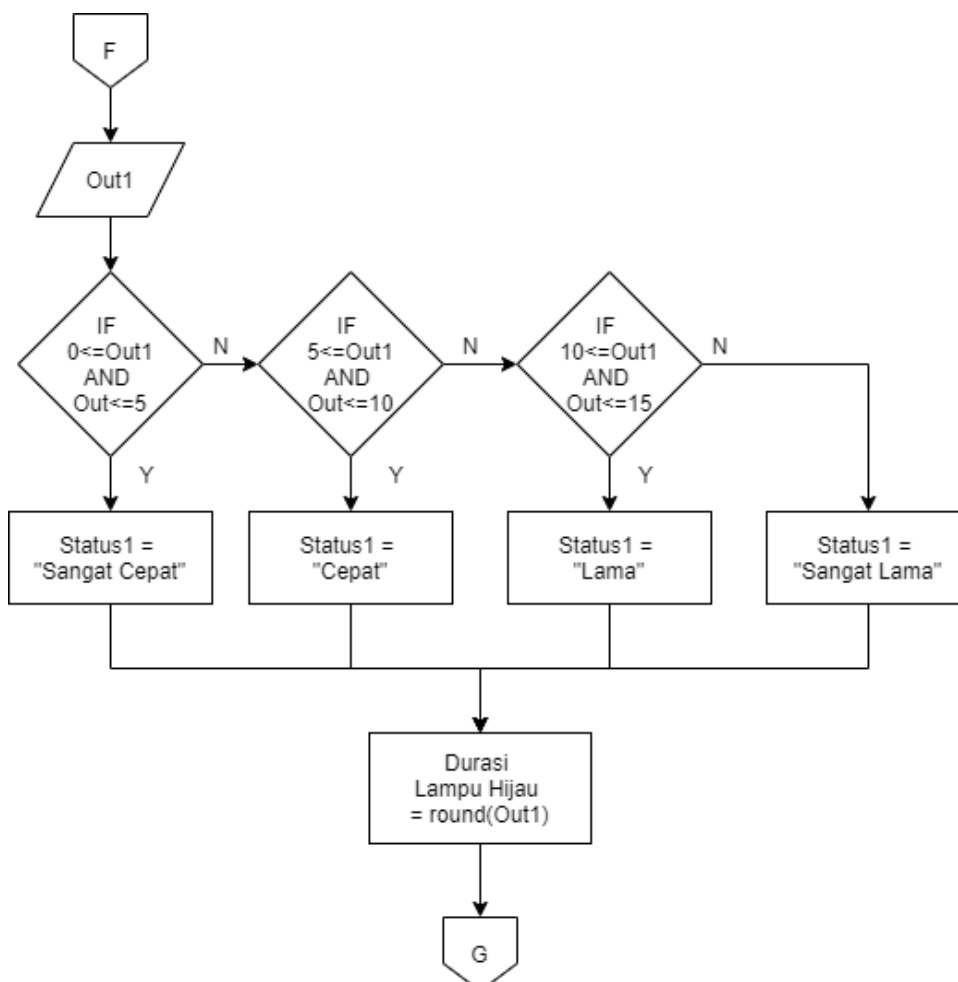 F
Out1
IF
0<=Out1
AND
Out<=5
N
IF
5<=Out1
AND
Out<=10
N
IF
10<=Out1
AND
Out<=15
N
Y
Y
Y
Status1 =
"Sangat Cepat"
Status1 =
"Cepat"
Status1 =
"Lama"
Status1 =
"Sangat Lama"
Durasi
Lampu Hijau
= round(Out1)
G